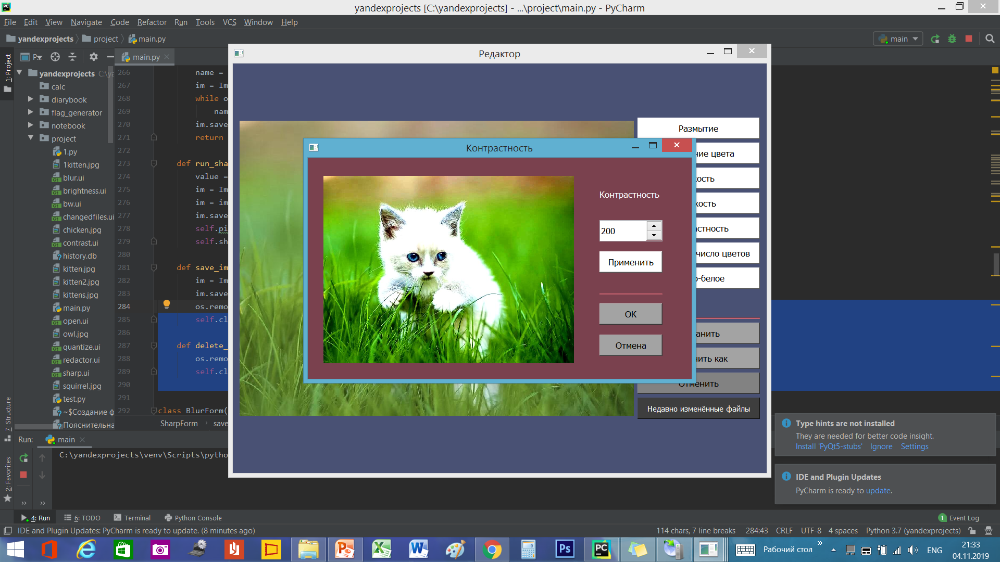 yandexprojects [C:\yandexprojects] - ...\project\main.py - PyCharm
File Edit View Navigate Code Refactor Run Tools VCS Window Help
yandexprojects project main.py
main
1: Project
P
main.py
yandexprojects C:\ya
calc
diarybook
flag_generator
notebook
project
1.py
1kitten.jpg
blur.ui
brightness.ui
bw.ui
changedfiles.ui
chicken.jpg
contrast.ui
history.db
kitten.jpg
kitten2.jpg
kittens.jpg
main.py
open.ui
owl.jpg
quantize.ui
redactor.ui
sharp.ui
squirrel.jpg
test.py
~$Создание ф
Пояснительна
266 name =
267 im = Im
268 while o
269 nam
270 im.save
271 return
272
273 def run_sha
274 value =
275 im = Im
276 im = im
277 im.save
278 self.pi
279 self.sh
280
281 def save_im
282 im = Im
283 im.save
284 os.remo
285 self.cl
286
287 def delete_
288 os.remo
289 self.cl
290
291
292 class BlurForm(
SharpForm save
Редактор
Размытие
ние цвета
кость
астность
число цветов
о-белое
анить
нить как
Отменить
Недавно изменённые файлы
Контрастность
Контрастность
200
Применить
ОК
Отмена
7: Structure
2: Favorites
Run: main
C:\yandexprojects\venv\Scripts\pytho
Type hints are not installed
They are needed for better code insight.
Install 'PyQt5-stubs' Ignore Settings
IDE and Plugin Updates
PyCharm is ready to update.
4: Run 6: TODO Terminal Python Console
1 Event Log
IDE and Plugin Updates: PyCharm is ready to update. (8 minutes ago)
114 chars, 7 line breaks 284:43 CRLF UTF-8 4 spaces Python 3.7 (yandexprojects)
Рабочий стол
ENG
21:33
04.11.2019